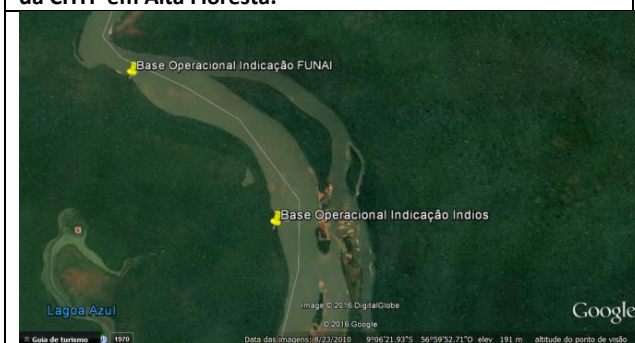 da CHTP em Alta Floresta.
Base Operacional Indicação FUNAI
Base Operacional Indicação Indios
Lagoa Azul
Image © 2016 DigitalGlobe
© 2016 Google
Google
Guia de turismo 1970 Data das imagens: 8/23/2010 9°06'21.93"S 56°59'52.71"O elev 191 m altitude do ponto de visão